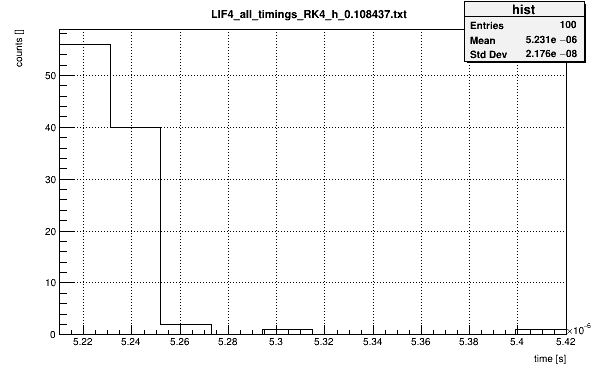 LIF4_all_timings_RK4_h_0.108437.txt
hist
Entries 100
Mean 5.231e −06
Std Dev 2.176e −08
counts []
50
40
30
20
10
0
5.22 5.24 5.26 5.28 5.3 5.32 5.34 5.36 5.38 5.4 5.42
×10−6
time [s]